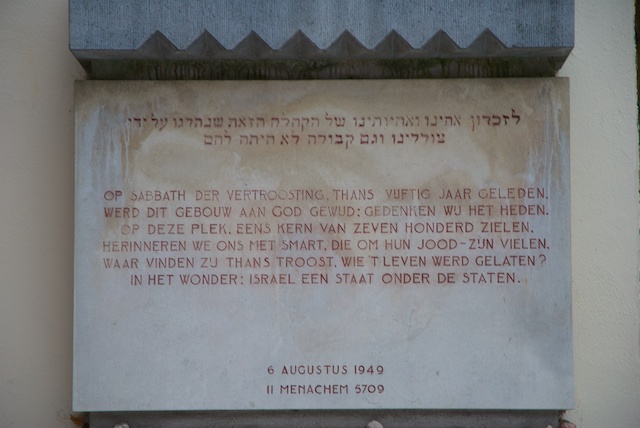 לזכרון אחינו ואחיותינו של הקהלה הזאת שנהרגו על ידי
צוררינו וגם קבורה לא היתה להם
OP SABBATH DER VERTROOSTING, THANS VIJFTIG JAAR GELEDEN.
WERD DIT GEBOUW AAN GOD GEWIJD: GEDENKEN WIJ HET HEDEN.
OP DEZE PLEK, EENS KERN VAN ZEVEN HONDERD ZIELEN,
HERINNEREN WE ONS MET SMART, DIE OM HUN JOOD-ZIJN VIELEN.
WAAR VINDEN ZIJ THANS TROOST, WIE 'T LEVEN WERD GELATEN?
IN HET WONDER: ISRAEL EEN STAAT ONDER DE STATEN.
6 AUGUSTUS 1949
11 MENACHEM 5709